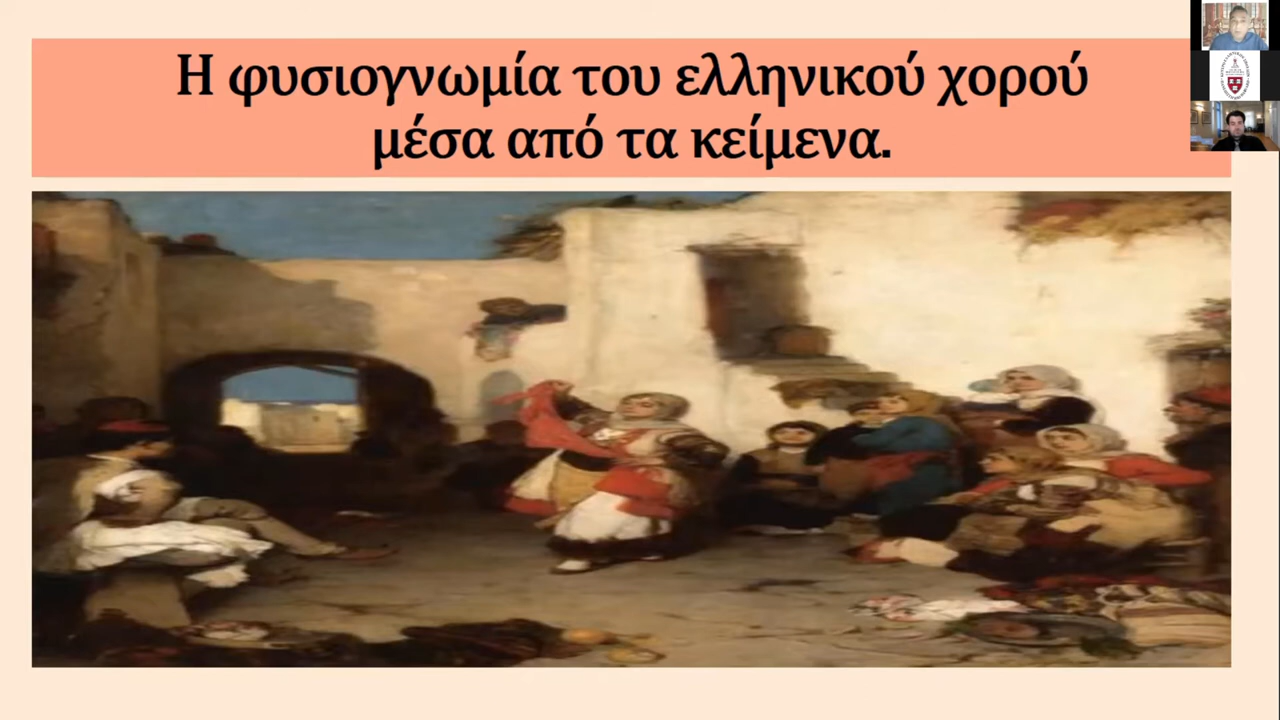 Η φυσιογνωμία του ελληνικού χορού
μέσα από τα κείμενα.